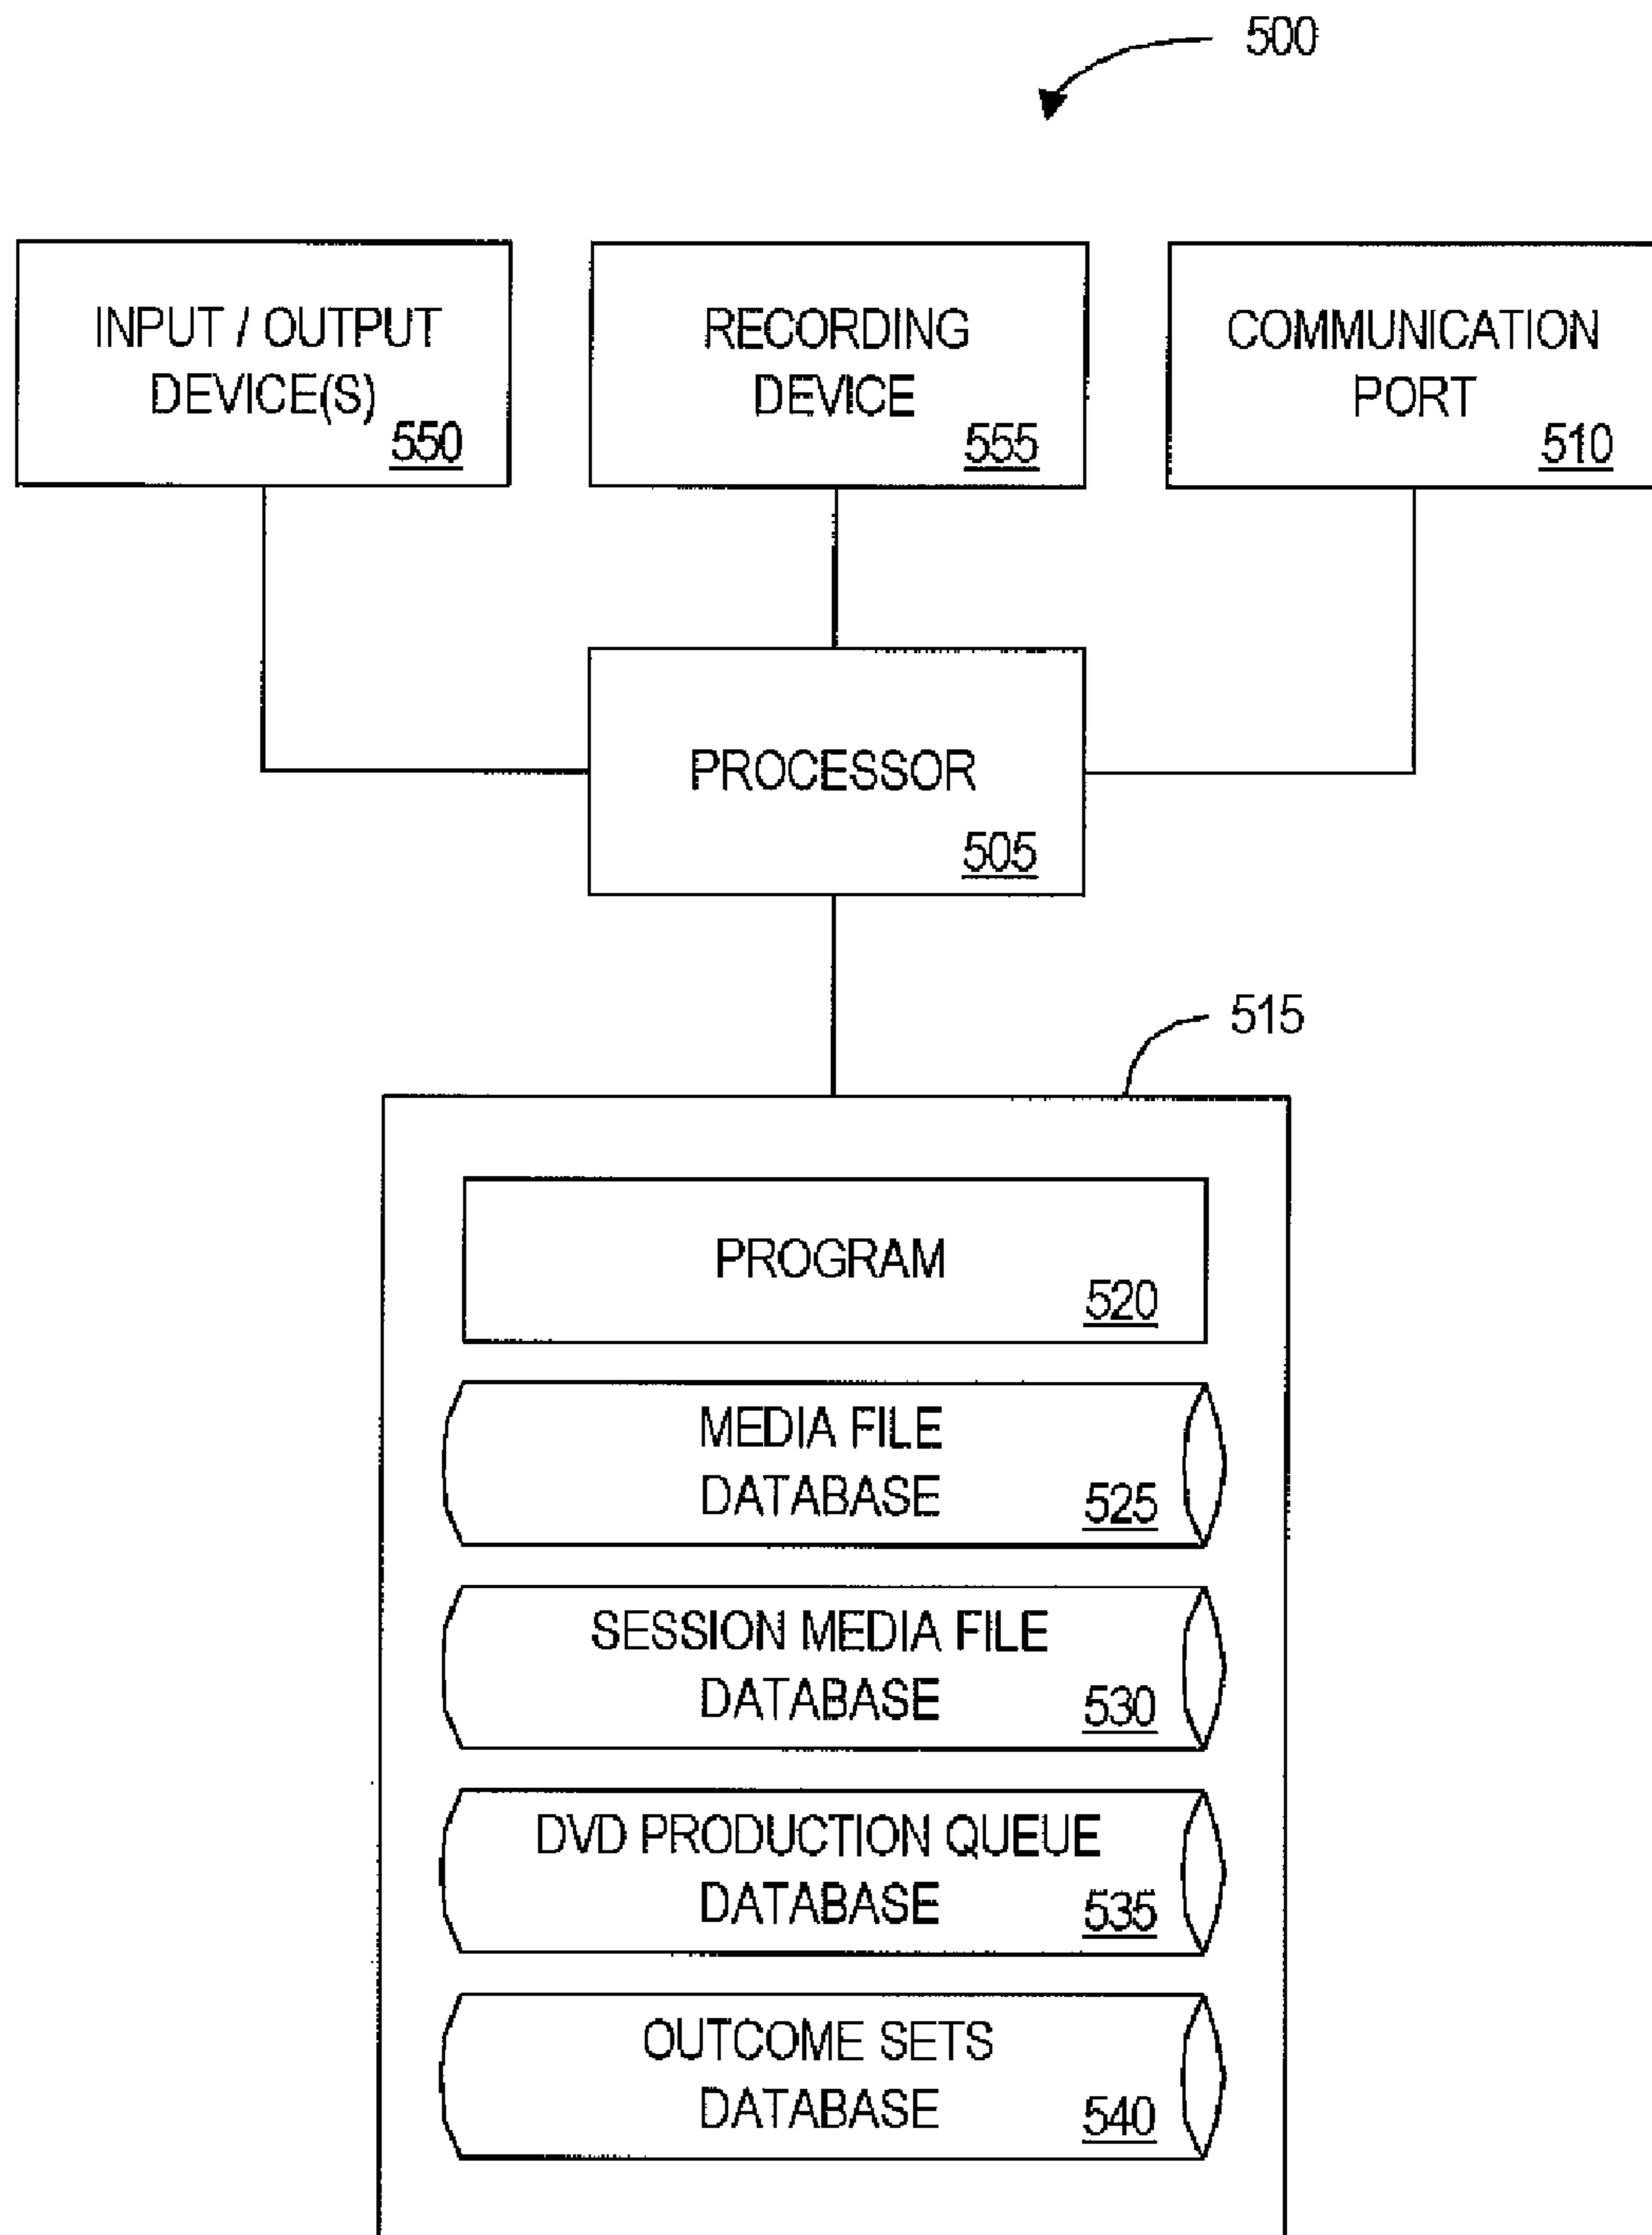 500
INPUT / OUTPUT
DEVICE(S)
550
RECORDING
DEVICE
555
COMMUNICATION
PORT
510
PROCESSOR
505
515
PROGRAM
520
MEDIA FILE
DATABASE
525
SESSION MEDIA FILE
DATABASE
530
DVD PRODUCTION QUEUE
DATABASE
535
OUTCOME SETS
DATABASE
540